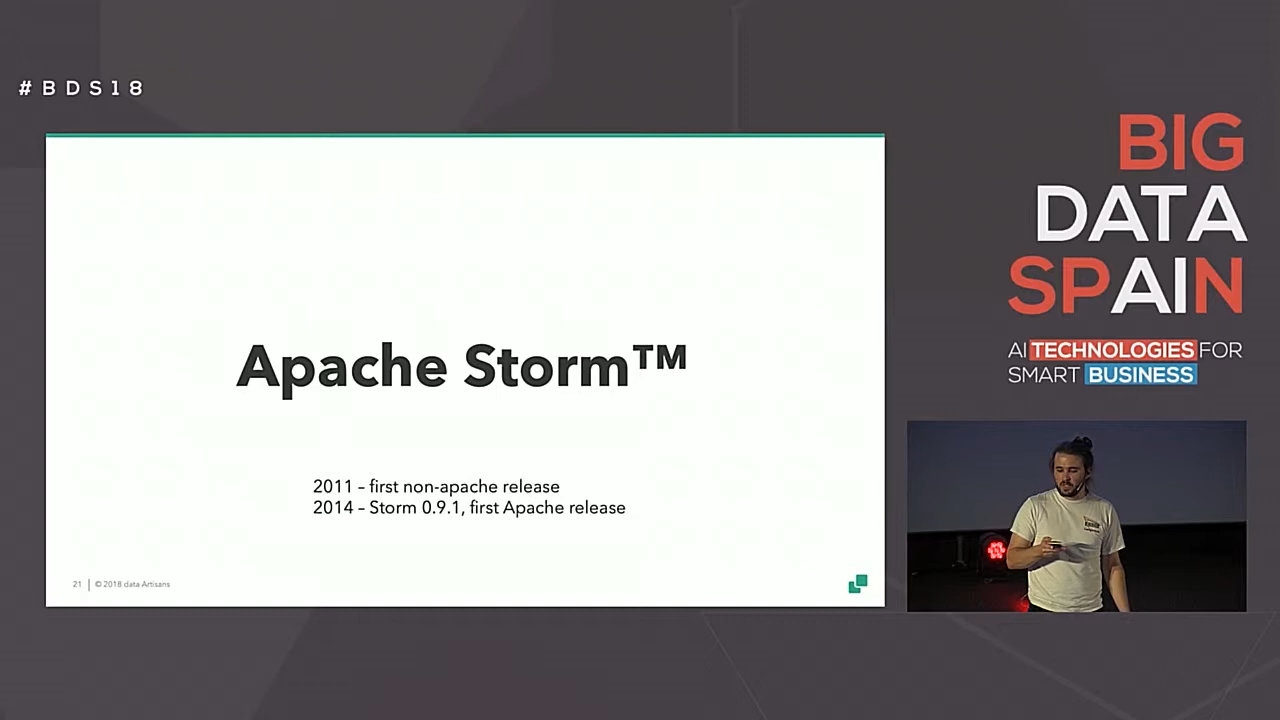 #BDS18
BIG
DATA
SPAIN
AI TECHNOLOGIES FOR
SMART BUSINESS
Apache Storm™
2011 – first non-apache release
2014 – Storm 0.9.1, first Apache release
21 | © 2018 data Artisans